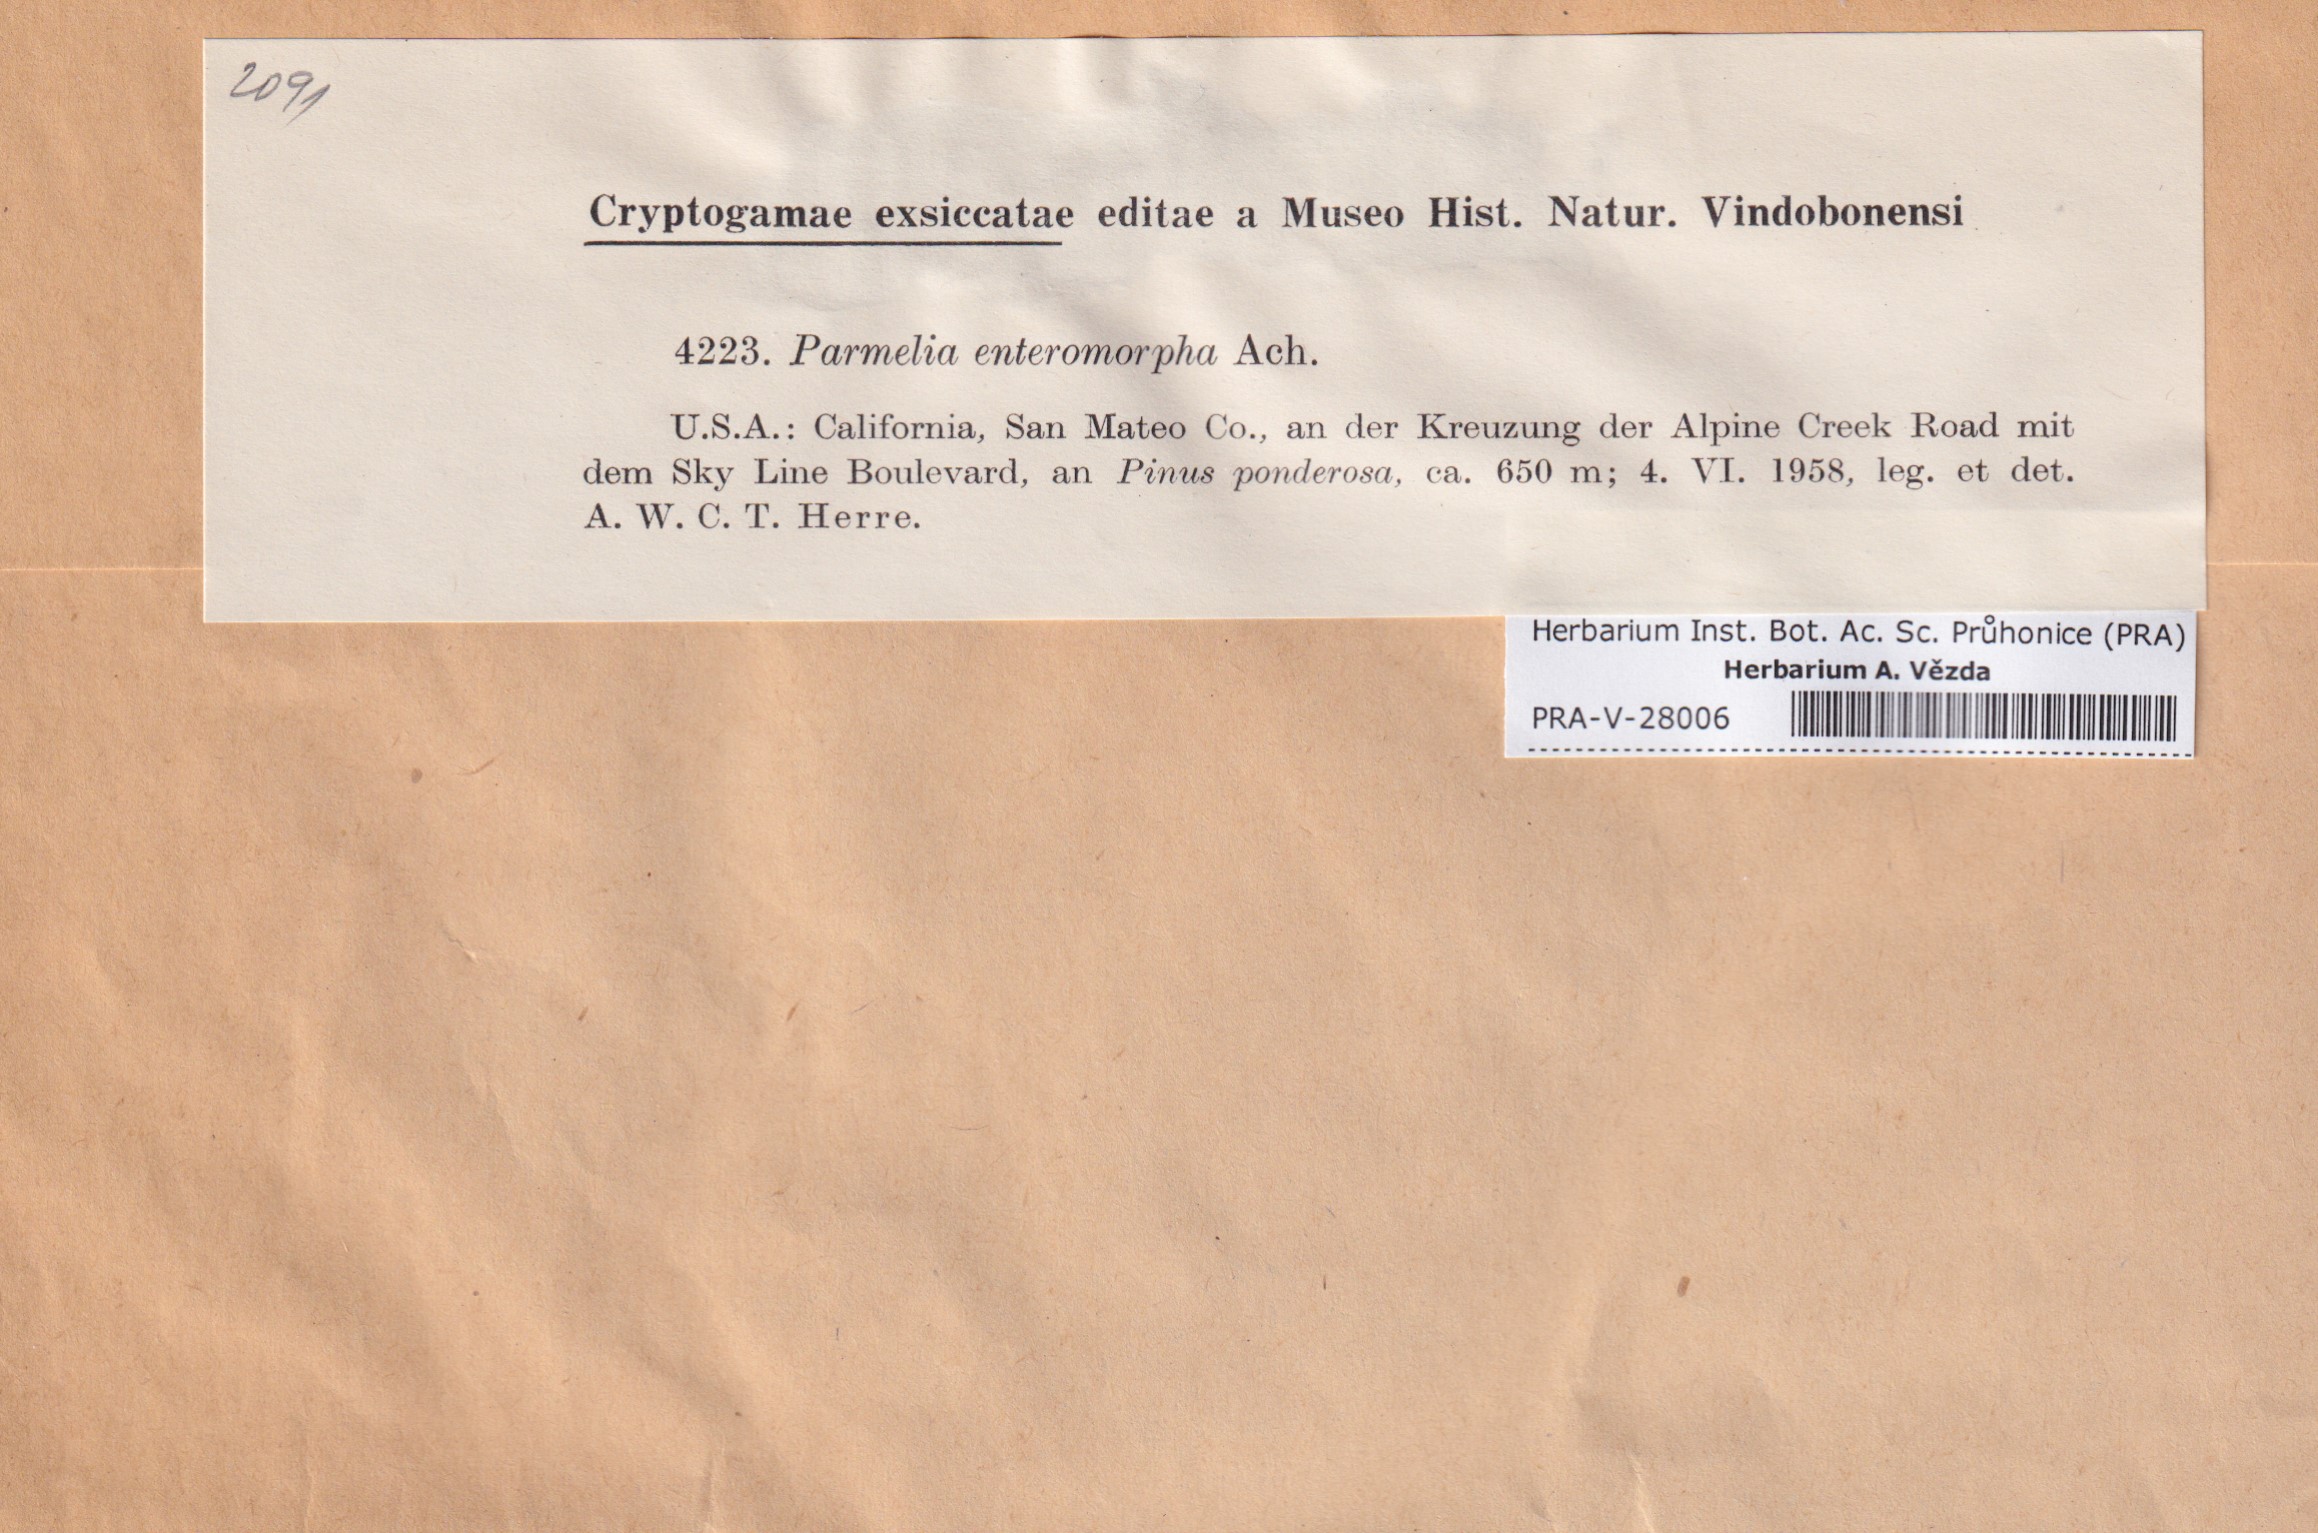 2091
Cryptogamae exsiccatae editae a Museo Hist. Natur. Vindobonensi
4223. Parmelia enteromorpha Ach.
U.S.A.: California, San Mateo Co., an der Kreuzung der Alpine Creek Road mit
dem Sky Line Boulevard, an Pinus ponderosa, ca. 650 m; 4. VI. 1958, leg. et det.
A. W. C. T. Herre.
Herbarium Inst. Bot. Ac. Sc. Průhonice (PRA)
Herbarium A. Vězda
PRA-V-28006